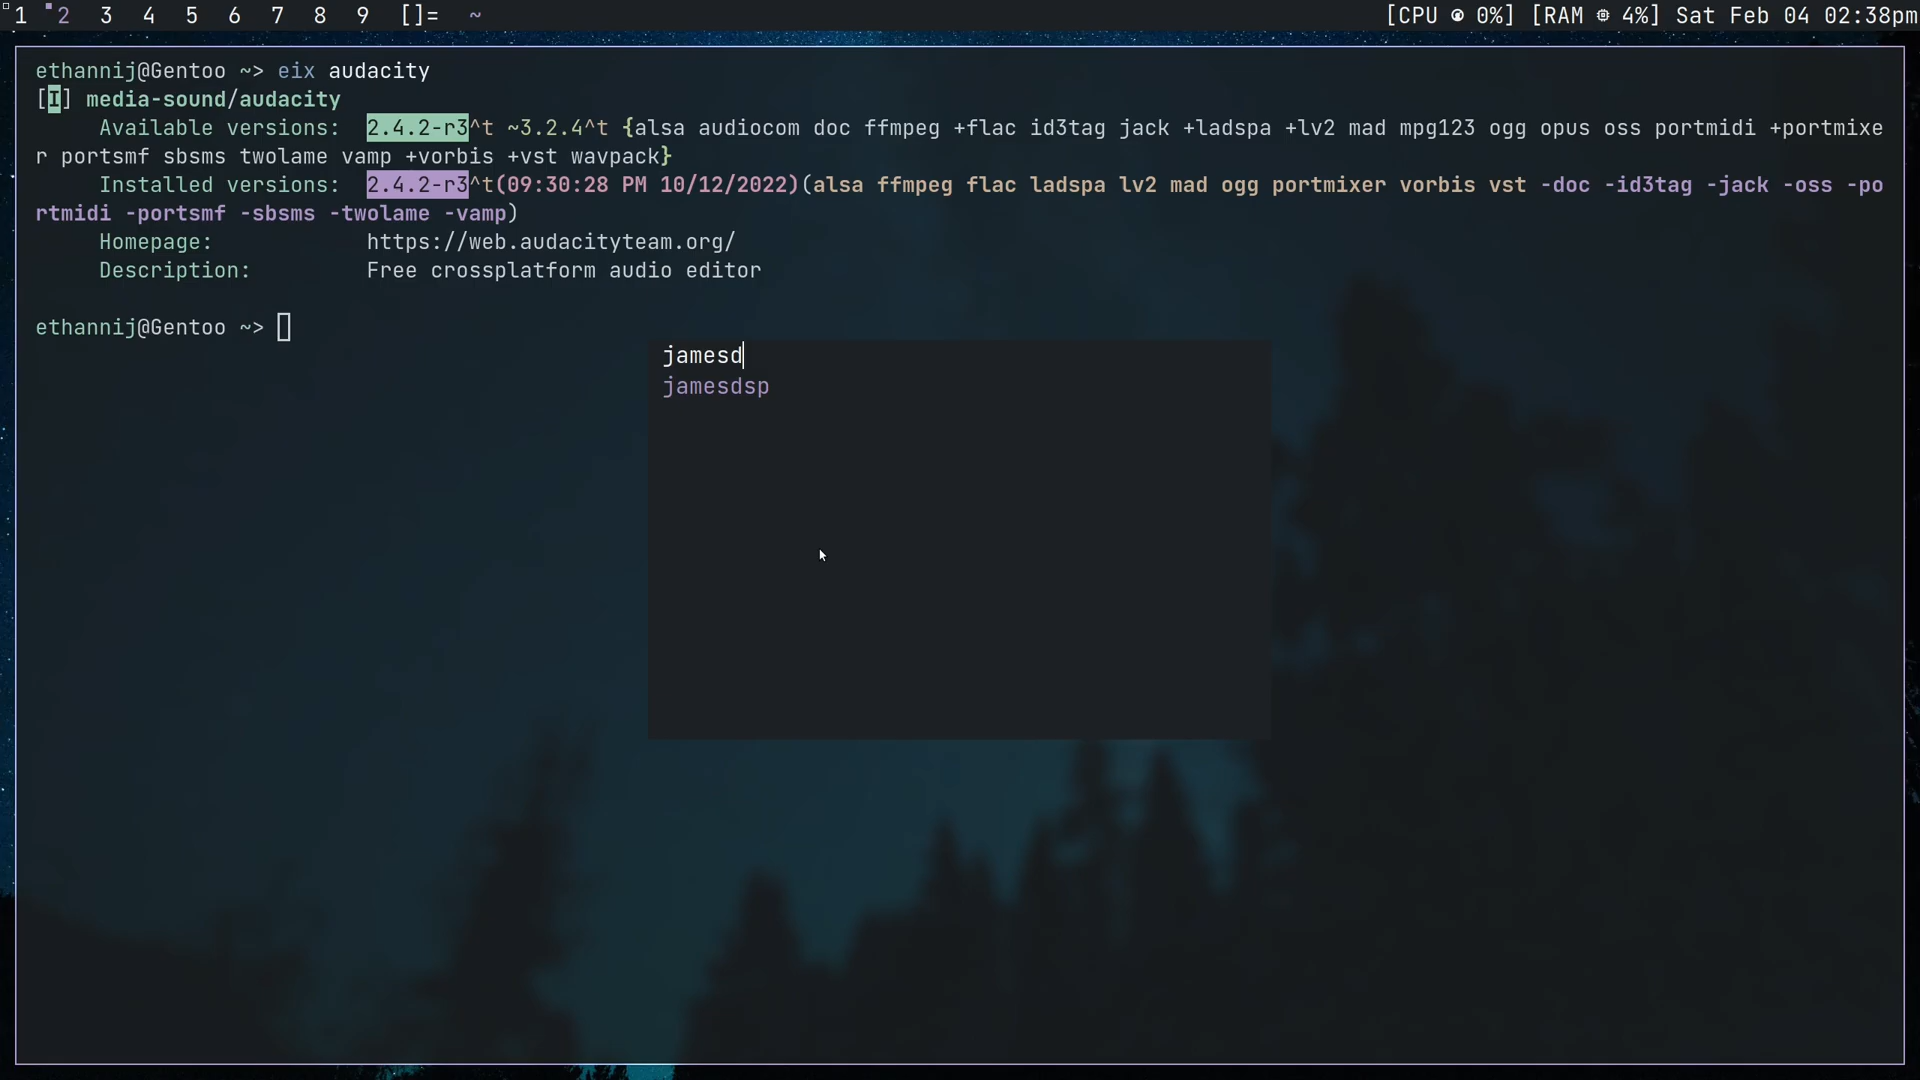 1 2 3 4 5 6 7 8 9 []= ~ [CPU 0%] [RAM 4%] Sat Feb 04 02:38pm
ethannij@Gentoo ~> eix audacity
[I] media-sound/audacity
Available versions: 2.4.2-r3^t ~3.2.4^t {alsa audiocom doc ffmpeg +flac id3tag jack +ladspa +lv2 mad mpg123 ogg opus oss portmidi +portmixe
r portsmf sbsms twolame vamp +vorbis +vst wavpack}
Installed versions: 2.4.2-r3^t(09:30:28 PM 10/12/2022)(alsa ffmpeg flac ladspa lv2 mad ogg portmixer vorbis vst -doc -id3tag -jack -oss -po
rtmidi -portsmf -sbsms -twolame -vamp)
Homepage: https://web.audacityteam.org/
Description: Free crossplatform audio editor
ethannij@Gentoo ~>
jamesd
jamesdsp